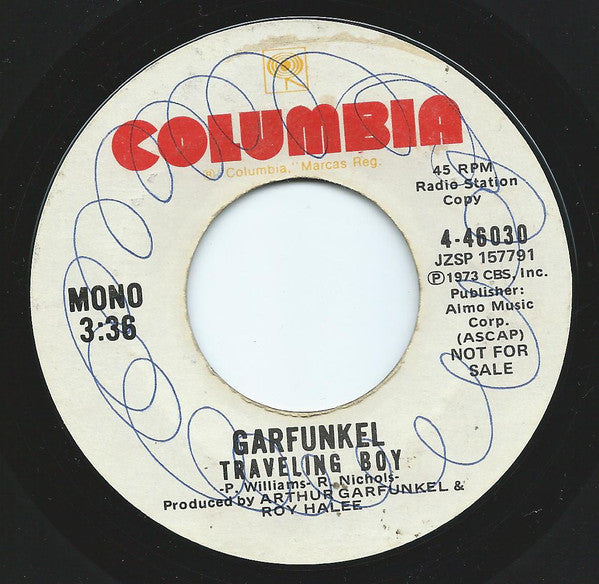 COLUMBIA
® "Columbia," Marcas Reg.
45 RPM
Radio Station
Copy
4-46030
JZSP 157791
Ⓟ1973 CBS, Inc.
Publisher:
Almo Music
Corp.
(ASCAP)
NOT FOR
SALE
MONO
3:36
GARFUNKEL
TRAVELING BOY
-P. Williams- R. Nichols-
Produced by ARTHUR GARFUNKEL &
ROY HALEE